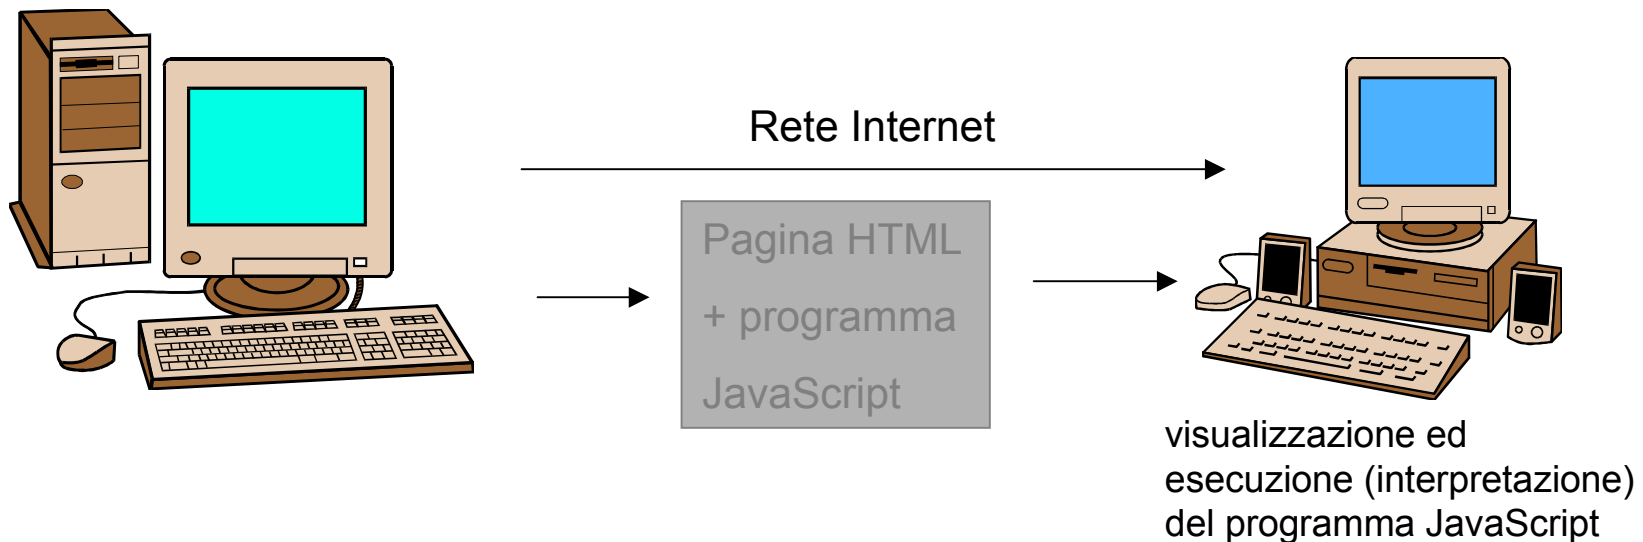 Rete Internet
Pagina HTML
+ programma
JavaScript
visualizzazione ed
esecuzione (interpretazione)
del programma JavaScript